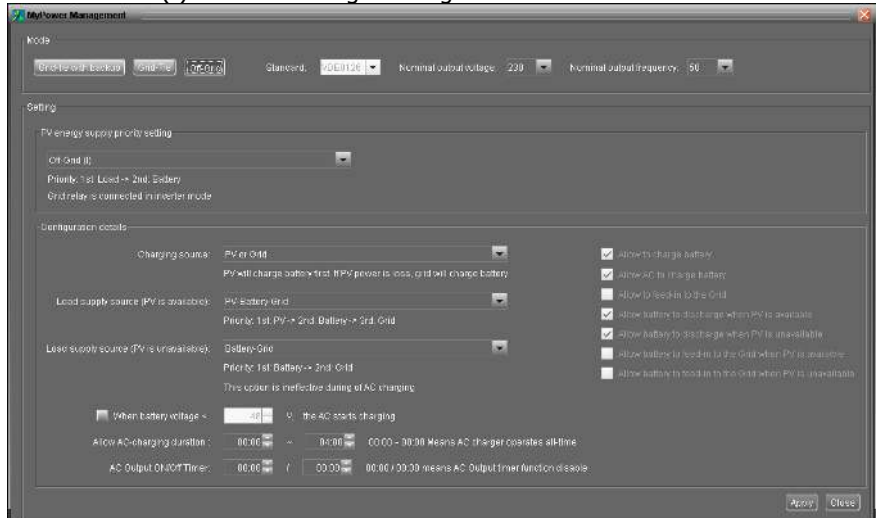 MyPower Management
Mode
Grid-tie with Backup Grid-Tie Off-Grid Standard: VDE0126 Nominal output voltage: 230 Nominal output frequency: 50
Setting
PV energy supply priority setting
Off-Grid (I)
Priority: 1st: Load -> 2nd: Battery
Grid relay is connected in inverter mode
Configuration details
Charging source: PV or Grid Allow to charge battery
PV will charge battery first. If PV power is loss, grid will charge battery Allow AC to charge battery
Allow to feed-in to the Grid
Load supply source (PV is available): PV-Battery-Grid Allow battery to discharge when PV is available
Priority: 1st: PV-> 2nd: Battery-> 3rd: Grid Allow battery to discharge when PV is unavailable
Load supply source (PV is unavailable): Battery-Grid Allow battery to feed-in to the Grid when PV is available
Priority: 1st: Battery-> 2nd: Grid Allow battery to feed-in to the Grid when PV is unavailable
This option is ineffective during of AC charging
When battery voltage < 48 V, the AC starts charging
Allow AC-charging duration : 00:00 ~ 04:00 00:00 - 00:00 Means AC charger operates all-time
AC Output ON/Off Timer: 00:00 / 00:00 00:00 / 00:00 means AC Output timer function disable
Apply Close